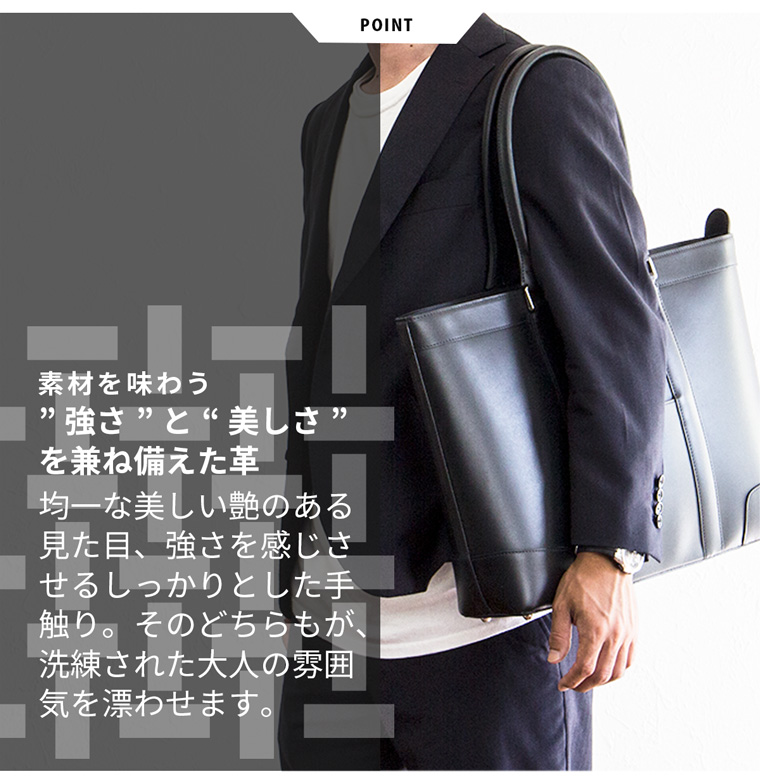 POINT
素材を味わう
”強さ”と“美しさ”
を兼ね備えた革
均一な美しい艶のある
見た目、強さを感じさ
せるしっかりとした手
触り。そのどちらもが、
洗練された大人の雰囲
気を漂わせます。